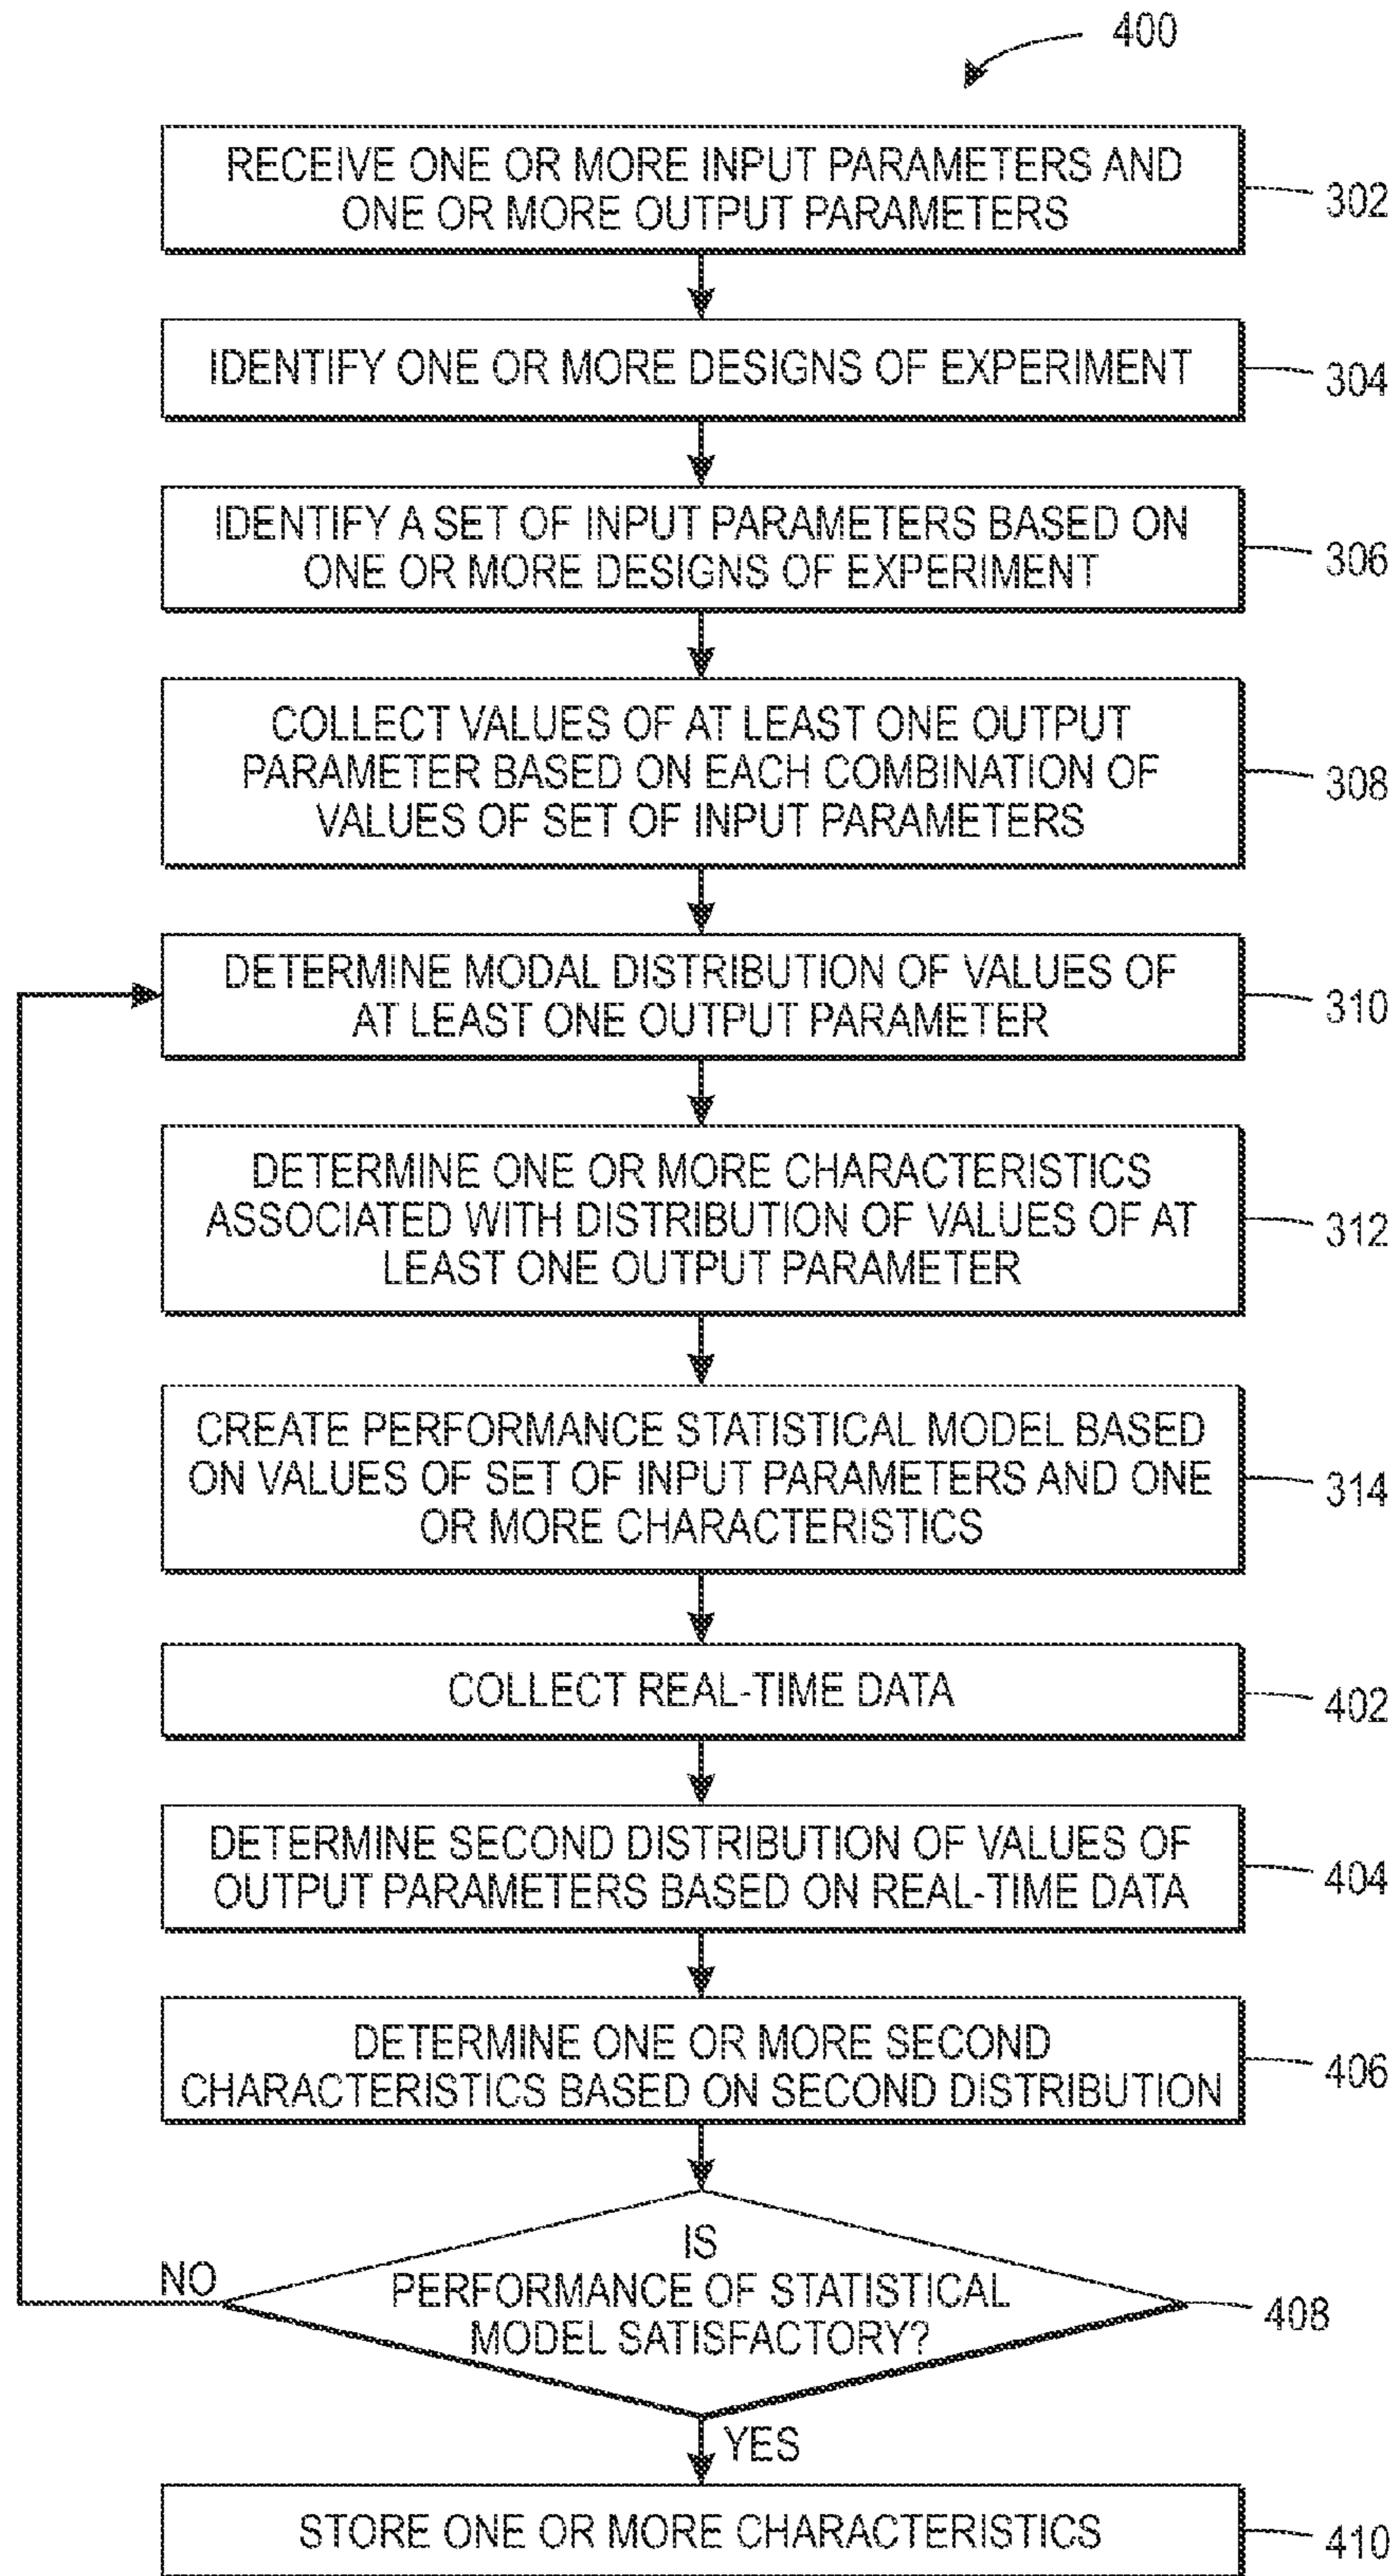 400
RECEIVE ONE OR MORE INPUT PARAMETERS AND
ONE OR MORE OUTPUT PARAMETERS
302
IDENTIFY ONE OR MORE DESIGNS OF EXPERIMENT
304
IDENTIFY A SET OF INPUT PARAMETERS BASED ON
ONE OR MORE DESIGNS OF EXPERIMENT
306
COLLECT VALUES OF AT LEAST ONE OUTPUT
PARAMETER BASED ON EACH COMBINATION OF
VALUES OF SET OF INPUT PARAMETERS
308
DETERMINE MODAL DISTRIBUTION OF VALUES OF
AT LEAST ONE OUTPUT PARAMETER
310
DETERMINE ONE OR MORE CHARACTERISTICS
ASSOCIATED WITH DISTRIBUTION OF VALUES OF AT
LEAST ONE OUTPUT PARAMETER
312
CREATE PERFORMANCE STATISTICAL MODEL BASED
ON VALUES OF SET OF INPUT PARAMETERS AND ONE
OR MORE CHARACTERISTICS
314
COLLECT REAL-TIME DATA
402
DETERMINE SECOND DISTRIBUTION OF VALUES OF
OUTPUT PARAMETERS BASED ON REAL-TIME DATA
404
DETERMINE ONE OR MORE SECOND
CHARACTERISTICS BASED ON SECOND DISTRIBUTION
406
IS
PERFORMANCE OF STATISTICAL
MODEL SATISFACTORY?
408
NO
YES
STORE ONE OR MORE CHARACTERISTICS
410